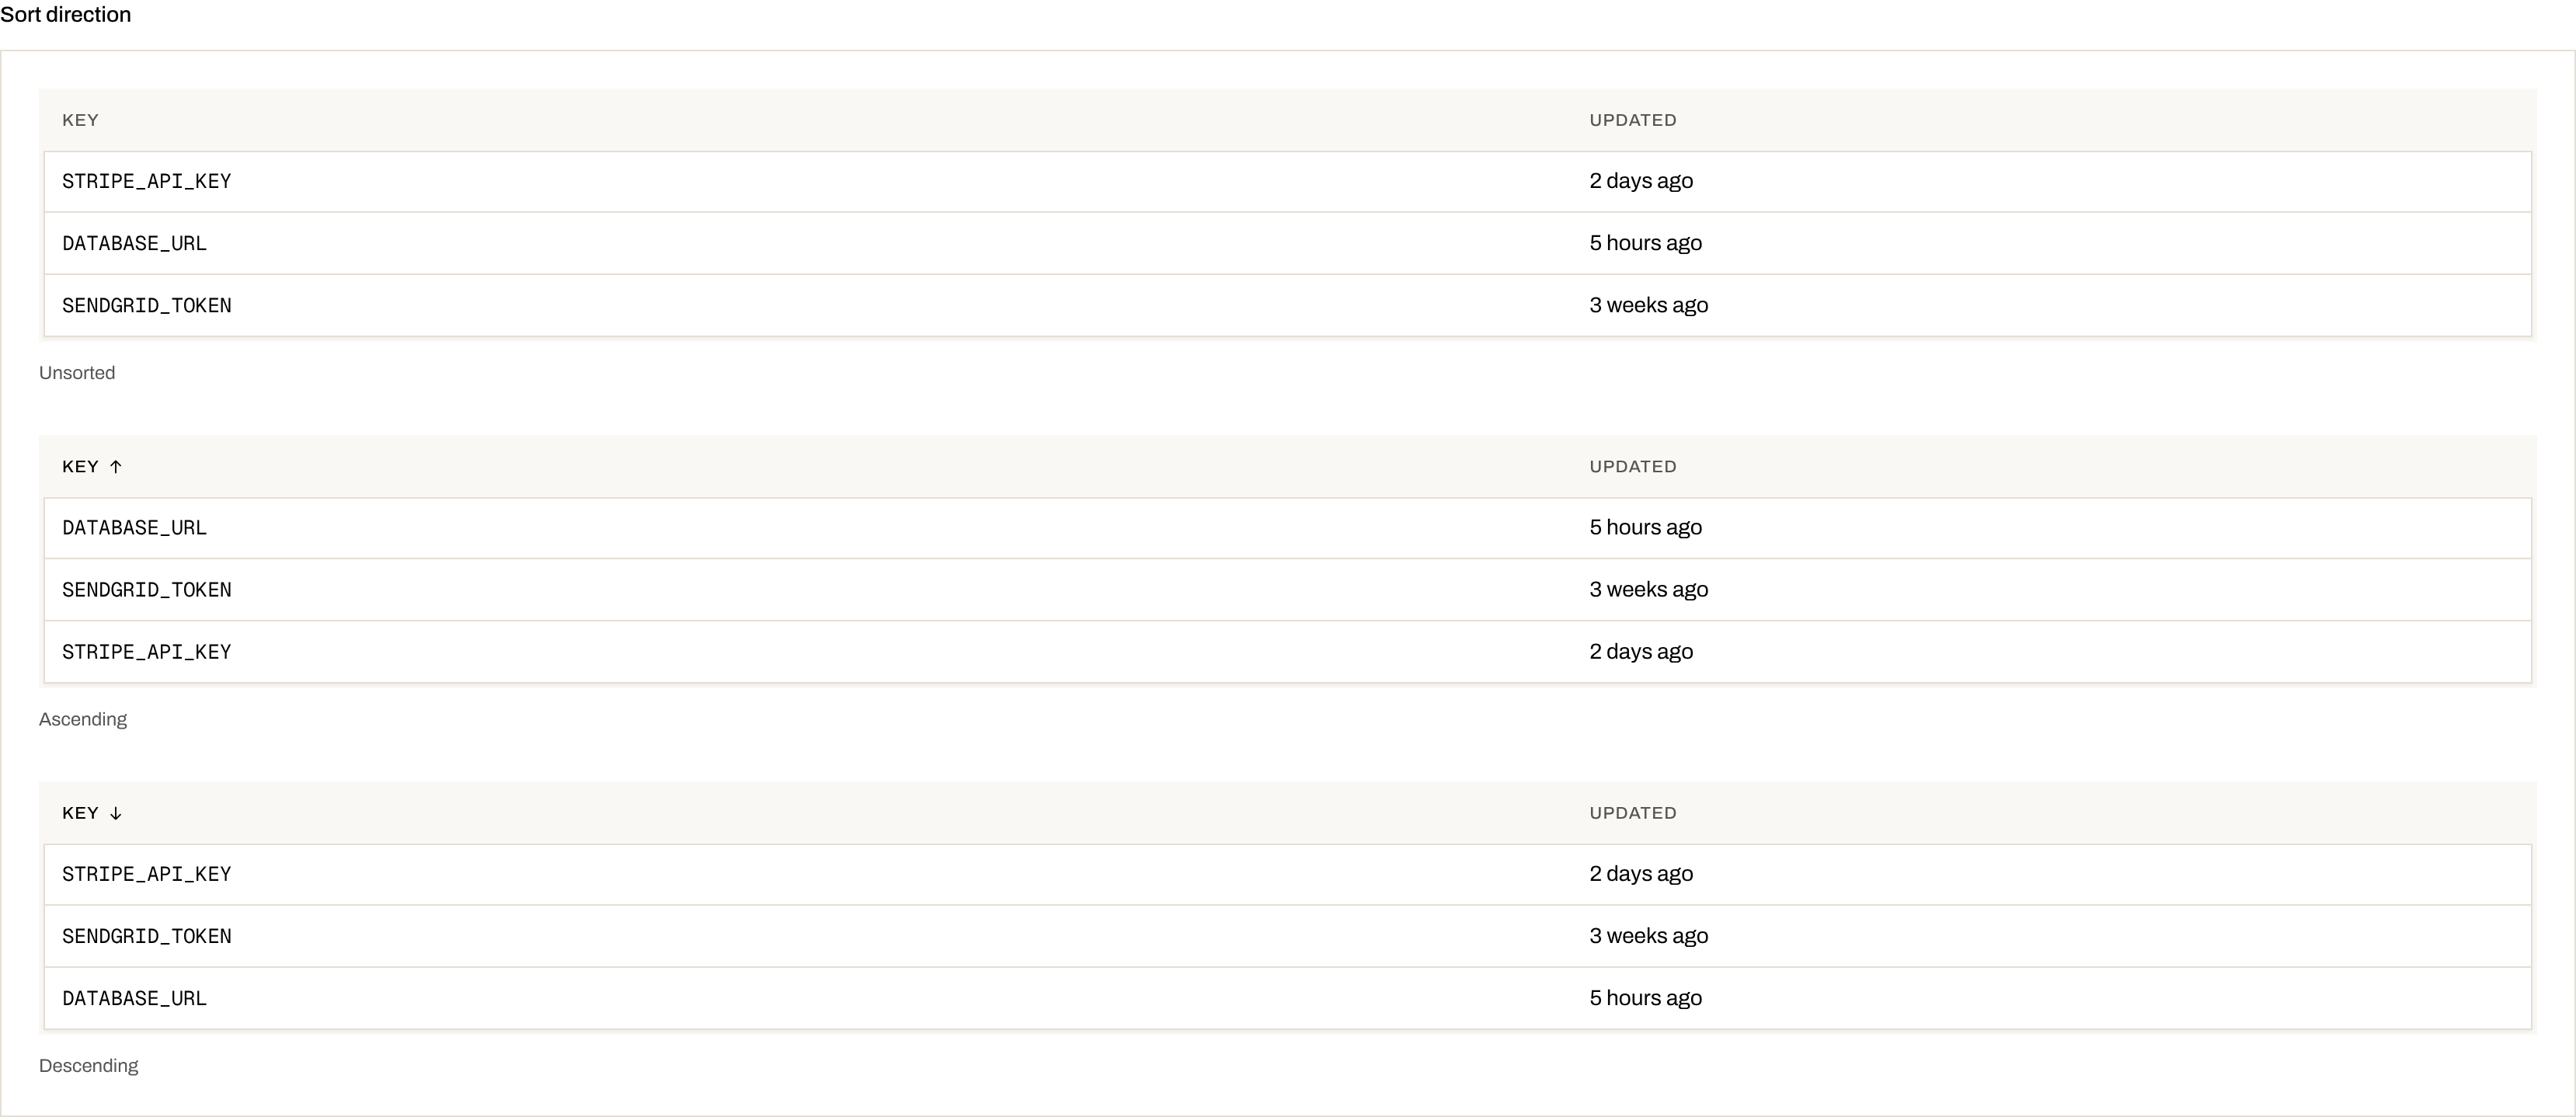 Sort direction
KEY UPDATED
STRIPE_API_KEY 2 days ago
DATABASE_URL 5 hours ago
SENDGRID_TOKEN 3 weeks ago
Unsorted
KEY ↑ UPDATED
DATABASE_URL 5 hours ago
SENDGRID_TOKEN 3 weeks ago
STRIPE_API_KEY 2 days ago
Ascending
KEY ↓ UPDATED
STRIPE_API_KEY 2 days ago
SENDGRID_TOKEN 3 weeks ago
DATABASE_URL 5 hours ago
Descending